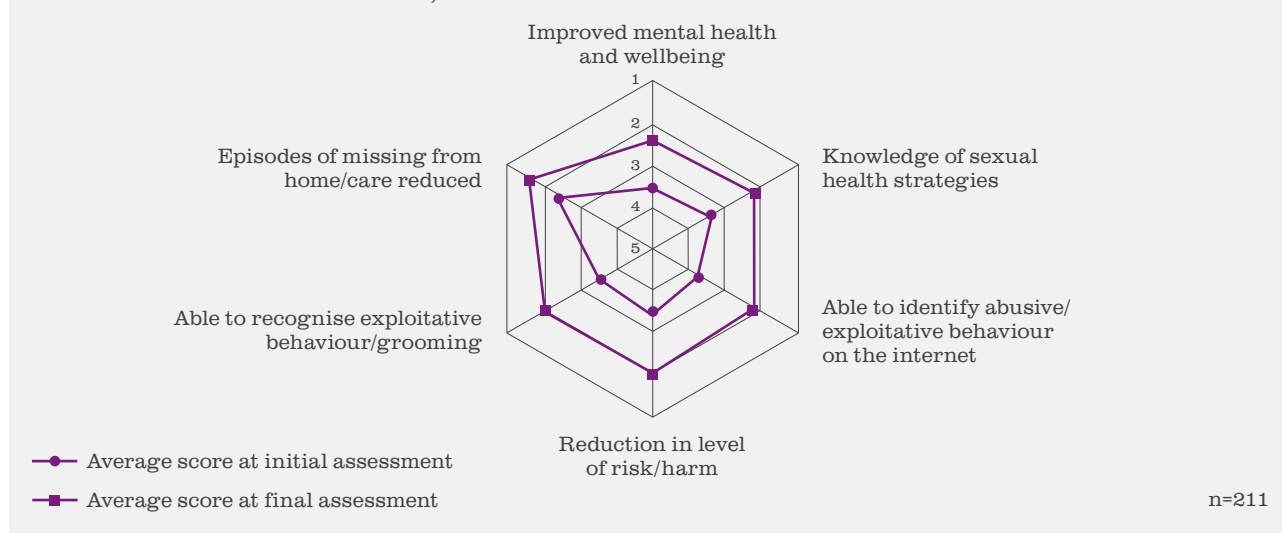 Improved mental health
and wellbeing
1
2
3
4
5
Episodes of missing from
home/care reduced
Knowledge of sexual
health strategies
Able to recognise exploitative
behaviour/grooming
Able to identify abusive/
exploitative behaviour
on the internet
Reduction in level
of risk/harm
Average score at initial assessment
Average score at final assessment
n=211